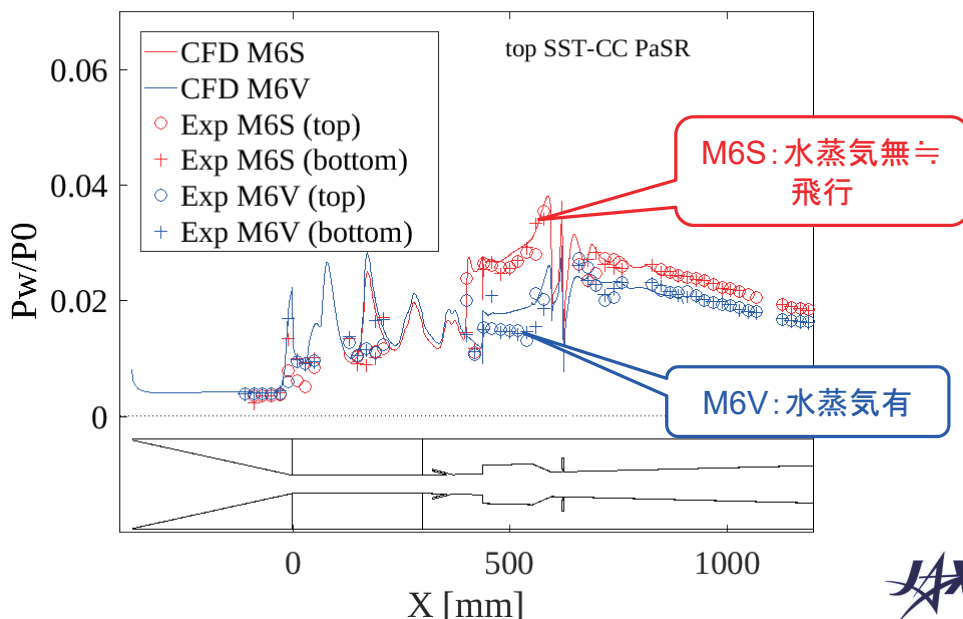 0.06
0.04
0.02
0
Pw/P0
CFD M6S
CFD M6V
Exp M6S (top)
Exp M6S (bottom)
Exp M6V (top)
Exp M6V (bottom)
top SST-CC PaSR
M6S：水蒸気無≒
飛行
M6V：水蒸気有
0
500
1000
X [mm]